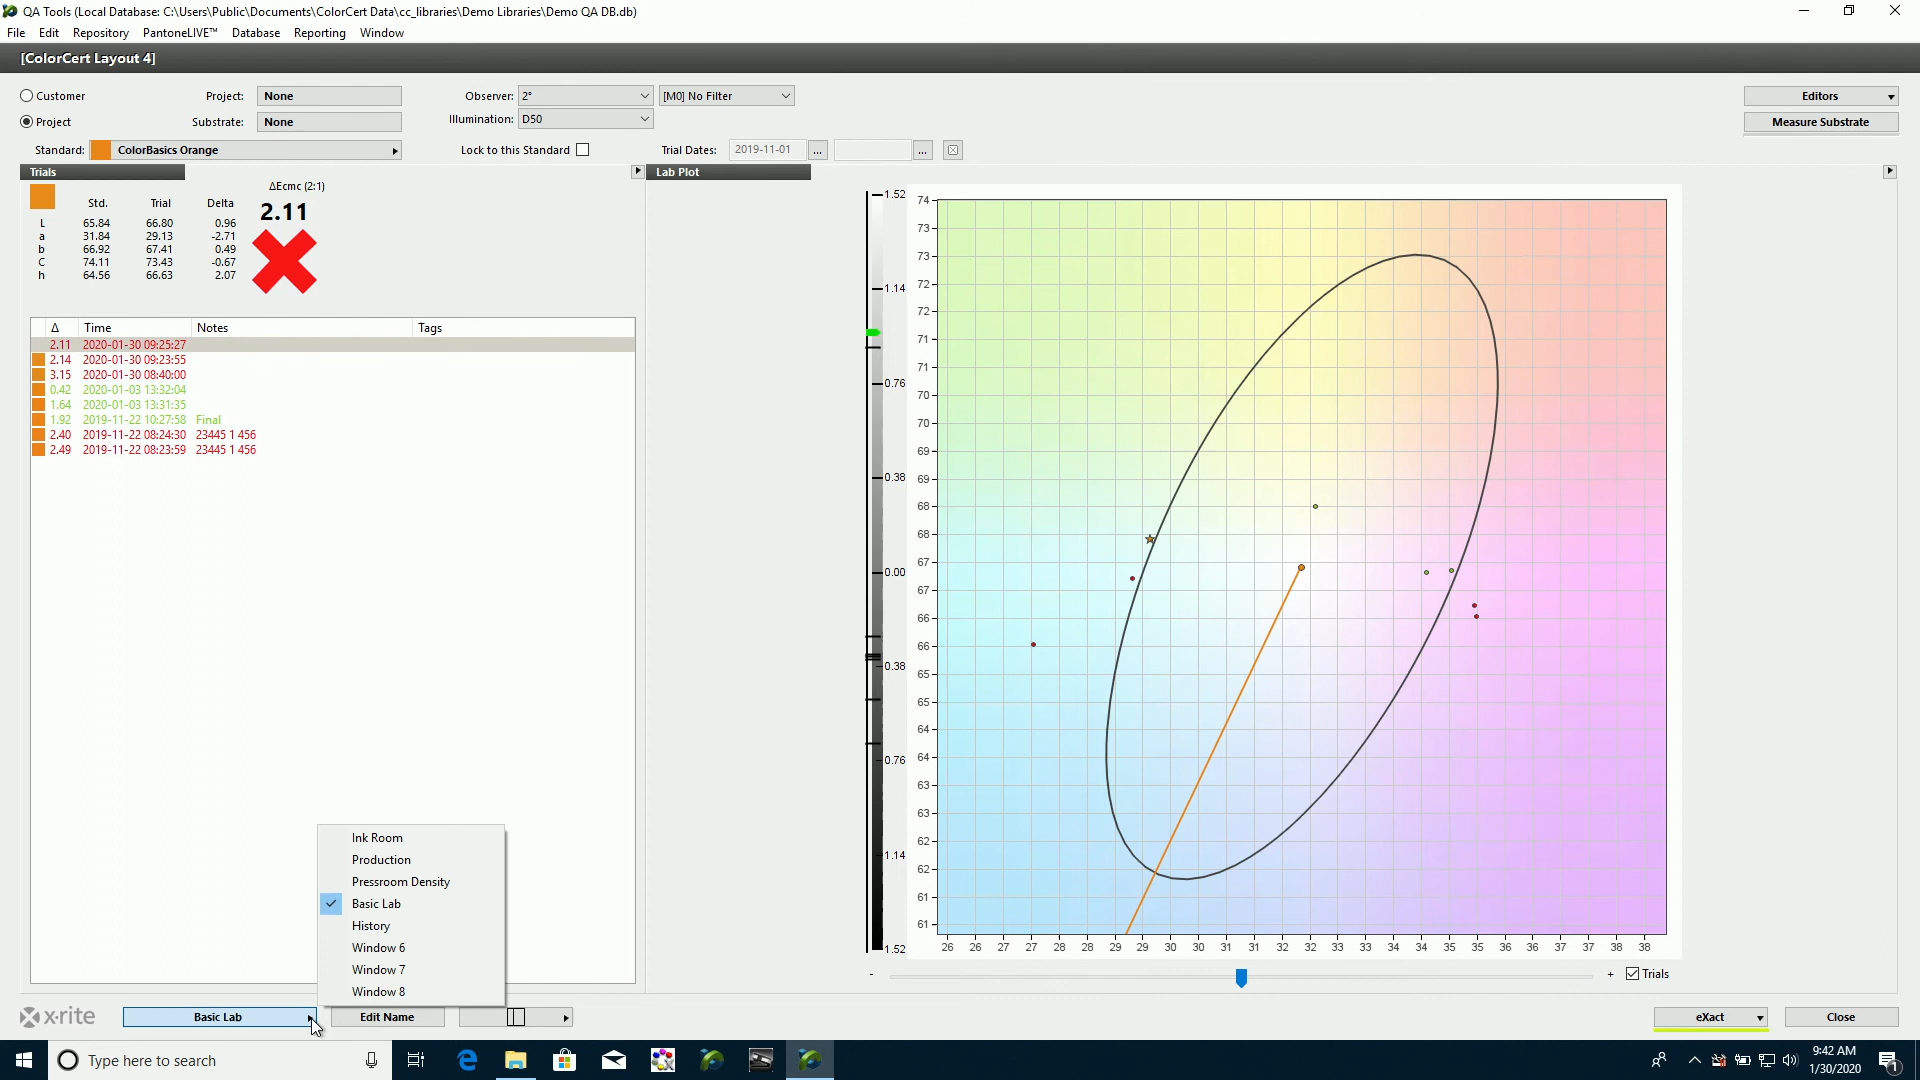 QA Tools (Local Database: C:\Users\Public\Documents\ColorCert Data\cc_libraries\Demo Libraries\Demo QA DB.db)
File Edit Repository PantoneLIVE™ Database Reporting Window
[ColorCert Layout 4]
Customer Project: None Observer: 2° [M0] No Filter Editors
Project Substrate: None Illumination: D50 Measure Substrate
Standard: ColorBasics Orange Lock to this Standard Trial Dates: 2019-11-01 ... ...
Trials
ΔEcmc (2:1)
Std. Trial Delta 2.11
L 65.84 66.80 0.96
a 31.84 29.13 -2.71
b 66.92 67.41 0.49
C 74.11 73.43 -0.67
h 64.56 66.63 2.07
Δ Time Notes Tags
2.11 2020-01-30 09:25:27
2.14 2020-01-30 09:23:55
3.15 2020-01-30 08:40:00
0.42 2020-01-03 13:32:04
1.64 2020-01-03 13:31:35
1.92 2019-11-22 10:27:58 Final
2.40 2019-11-22 08:24:30 23445 1 456
2.49 2019-11-22 08:23:59 23445 1 456
Lab Plot
1.52
1.14
0.76
0.38
0.00
0.38
0.76
1.14
1.52
74
73
73
72
72
71
71
70
70
69
69
68
68
67
67
66
66
65
65
64
64
63
63
62
62
61
61
26 26 27 27 28 28 29 29 30 30 31 31 32 32 33 33 34 34 35 35 36 36 37 37 38 38
- + Trials
Ink Room
Production
Pressroom Density
Basic Lab
History
Window 6
Window 7
Window 8
x-rite Basic Lab Edit Name eXact Close
Type here to search
9:42 AM
1/30/2020
1